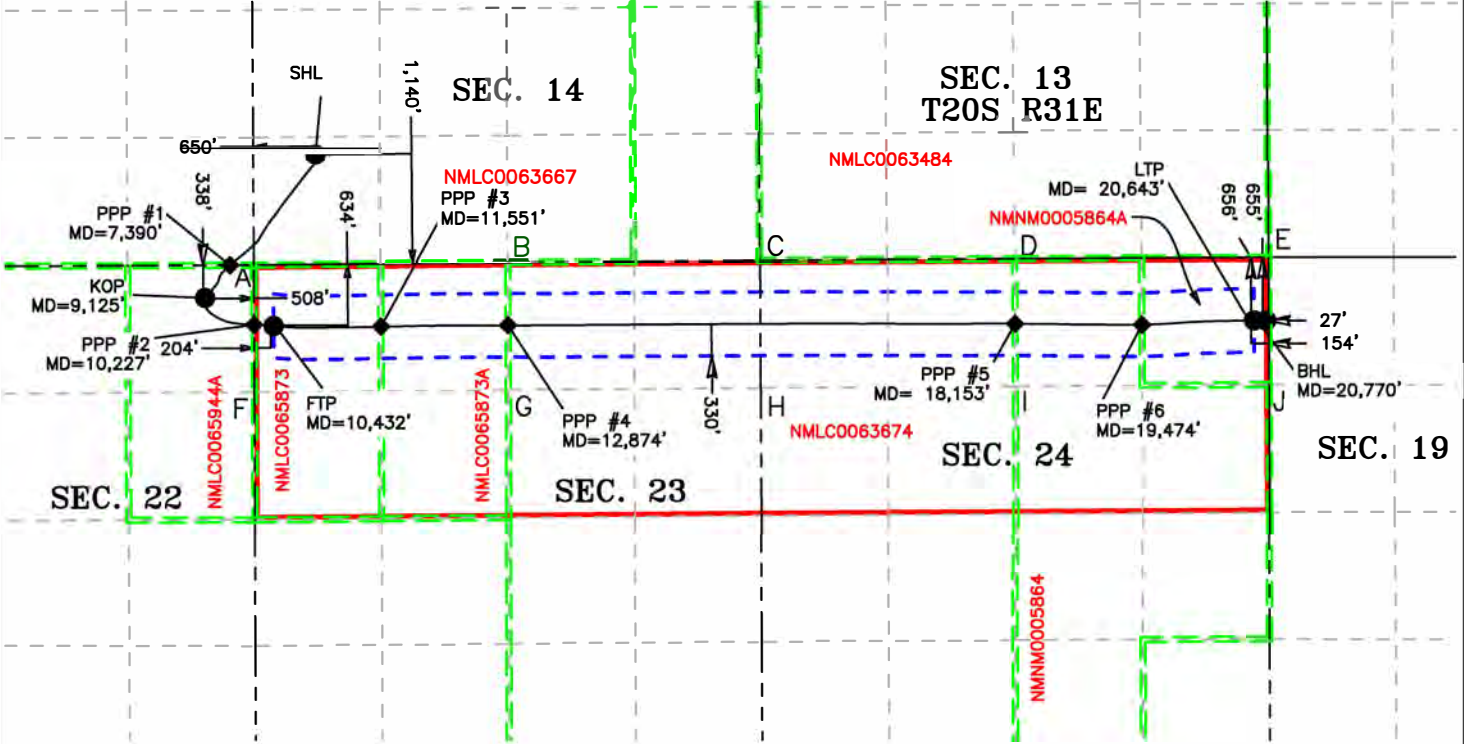 SHL
1,140'
SEC. 14
SEC. 13
T20S R31E
650'
NMLC0063484
LTP
MD= 20,643'
338'
634'
NMLC0063667
PPP #3
MD=11,551'
PPP #1
MD=7,390'
NMNM0005864A
656'
655'
A
B
C
D
E
KOP
MD=9,125'
508'
27'
154'
PPP #2
MD=10,227'
204'
BHL
MD=20,770'
NMLC0065944A
F
NMLC0065873
FTP
MD=10,432'
NMLC0065873A
G
PPP #4
MD=12,874'
330'
H
NMLC0063674
PPP #5
MD= 18,153'
I
PPP #6
MD=19,474'
J
SEC. 22
SEC. 23
SEC. 24
SEC. 19
NMNM0005864